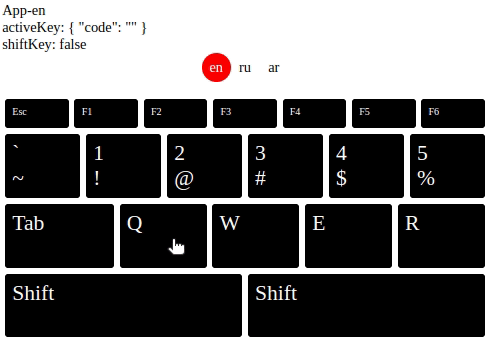 App-en
activeKey: { "code": "" }
shiftKey: false
en ru ar
Esc F1 F2 F3 F4 F5 F6
` 1 2 3 4 5
~ ! @ # $ %
Tab Q W E R
Shift Shift